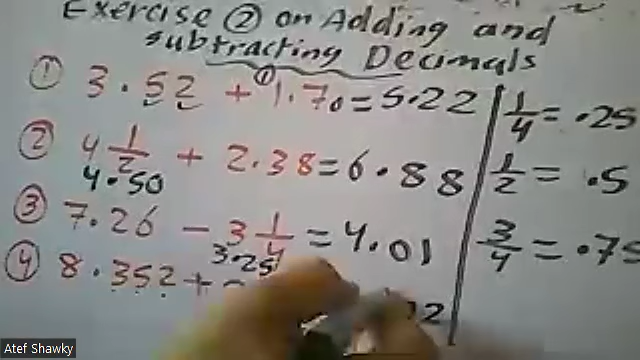 Exercise ② on Adding and
subtracting Decimals
① 3.52 + 1.70 = 5.22
② 4 1/2 + 2.38 = 6.88
4.50
③ 7.26 - 3 1/4 = 4.01
3.25
④ 8.352 +
1/4 = .25
1/2 = .5
3/4 = .75
Atef Shawky